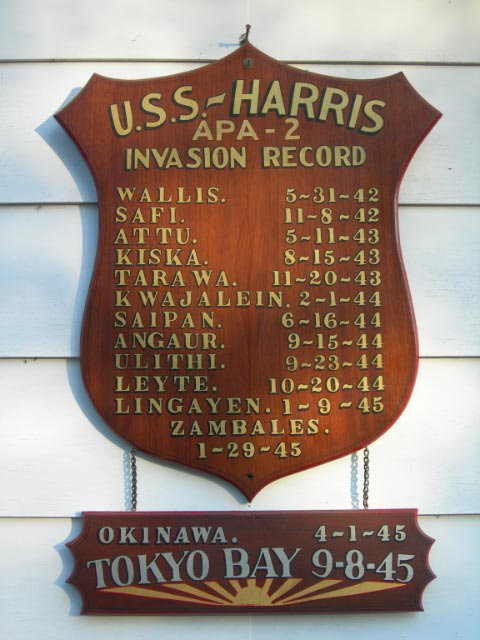 U.S.S.~HARRIS
APA-2
INVASION RECORD
WALLIS. 5~31~42
SAFI. 11~8~42
ATTU. 5~11~43
KISKA. 8~15~43
TARAWA. 11~20~43
KWAJALEIN. 2~1~44
SAIPAN. 6~16~44
ANGAUR. 9~15~44
ULITHI. 9~23~44
LEYTE. 10~20~44
LINGAYEN. 1~9~45
ZAMBALES.
1~29~45
OKINAWA. 4~1~45
TOKYO BAY 9-8-45